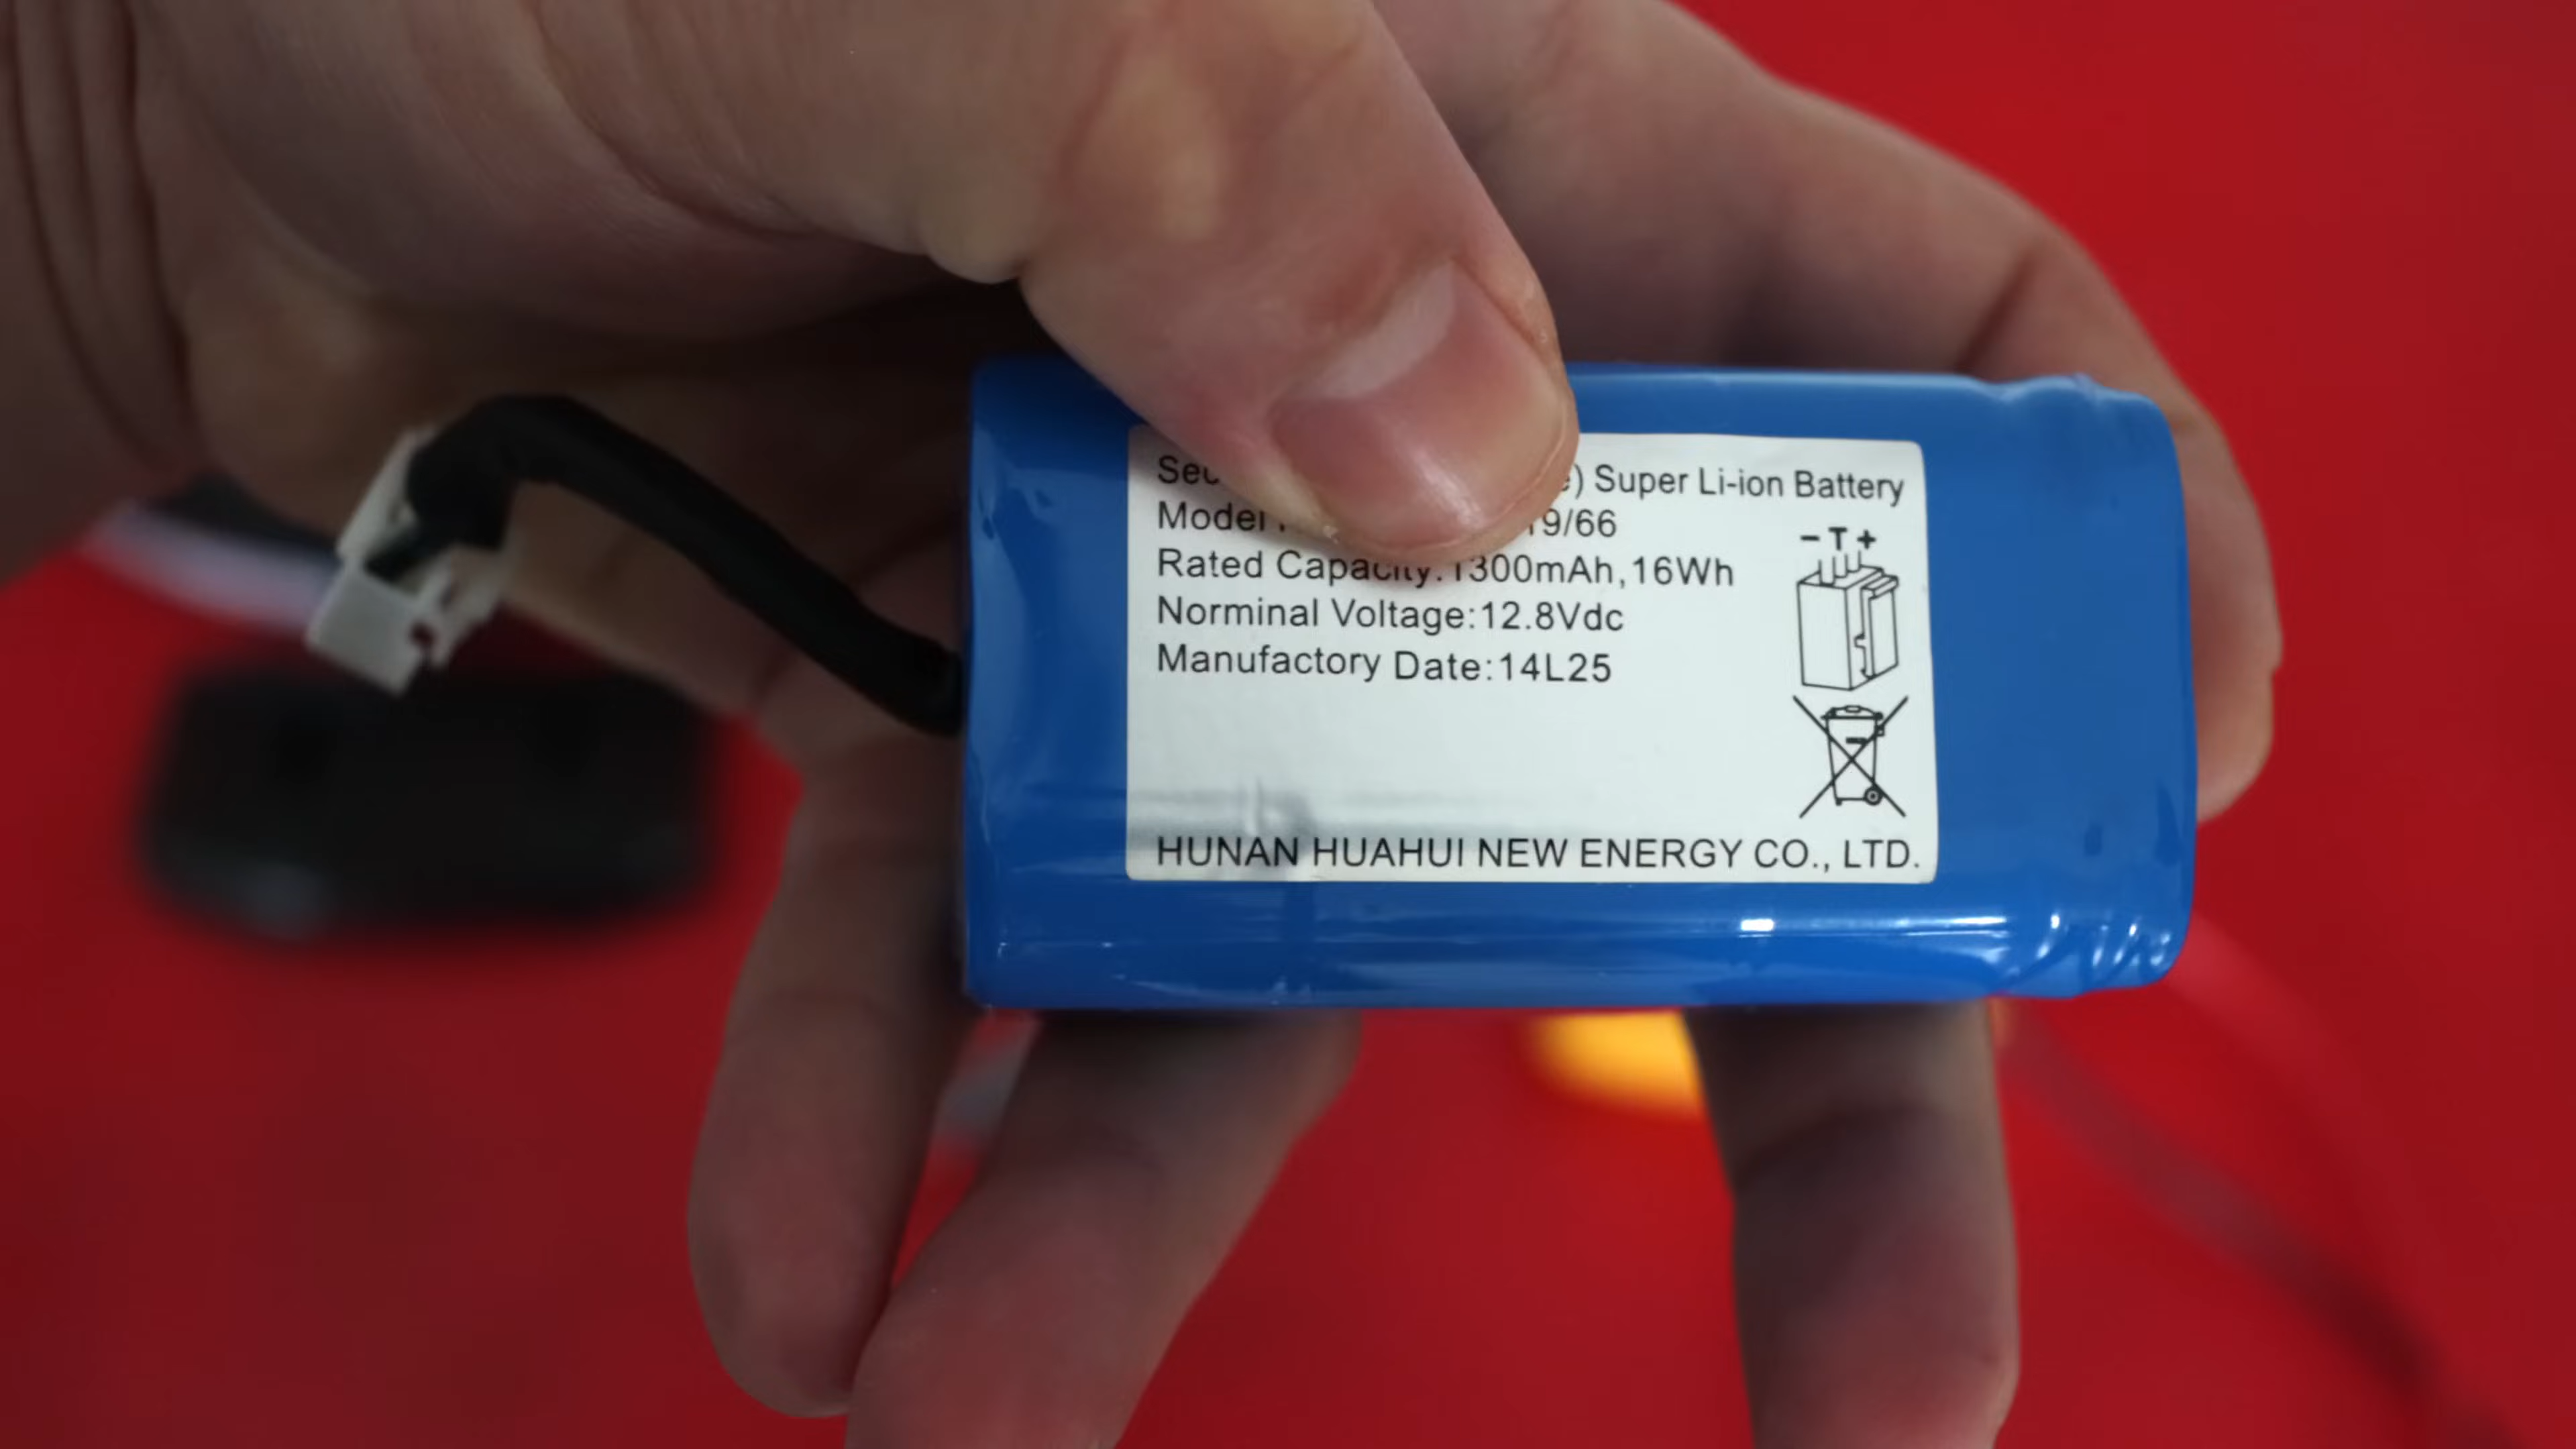 ) Super Li-ion Battery
Model 19/66
Rated Capacity:1300mAh,16Wh
Norminal Voltage:12.8Vdc
Manufactory Date:14L25
- T +
HUNAN HUAHUI NEW ENERGY CO., LTD.